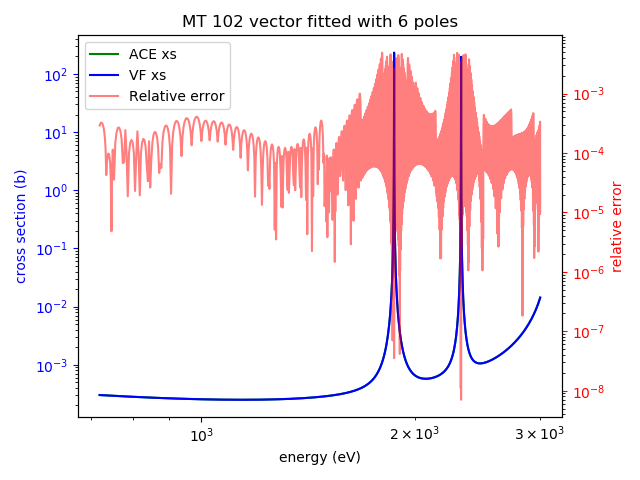 MT 102 vector fitted with 6 poles
ACE xs
VF xs
Relative error
cross section (b)
10²
10¹
10⁰
10⁻¹
10⁻²
10⁻³
10⁻³
10⁻⁴
10⁻⁵
10⁻⁶
10⁻⁷
10⁻⁸
relative error
10³
2 × 10³
3 × 10³
energy (eV)